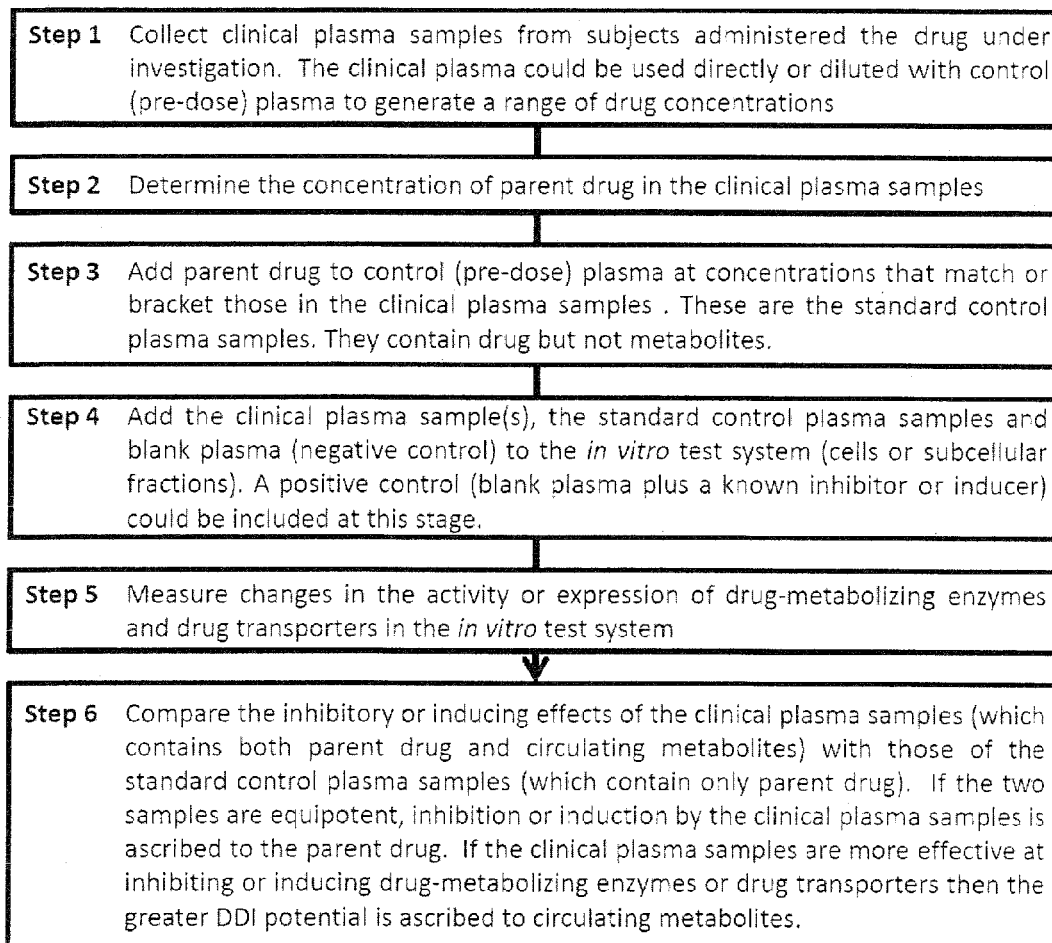 Step 1 Collect clinical plasma samples from subjects administered the drug under
investigation. The clinical plasma could be used directly or diluted with control
(pre-dose) plasma to generate a range of drug concentrations
Step 2 Determine the concentration of parent drug in the clinical plasma samples
Step 3 Add parent drug to control (pre-dose) plasma at concentrations that match or
bracket those in the clinical plasma samples . These are the standard control
plasma samples. They contain drug but not metabolites.
Step 4 Add the clinical plasma sample(s), the standard control plasma samples and
blank plasma (negative control) to the in vitro test system (cells or subcellular
fractions). A positive control (blank plasma plus a known inhibitor or inducer)
could be included at this stage.
Step 5 Measure changes in the activity or expression of drug-metabolizing enzymes
and drug transporters in the in vitro test system
Step 6 Compare the inhibitory or inducing effects of the clinical plasma samples (which
contains both parent drug and circulating metabolites) with those of the
standard control plasma samples (which contain only parent drug). If the two
samples are equipotent, inhibition or induction by the clinical plasma samples is
ascribed to the parent drug. If the clinical plasma samples are more effective at
inhibiting or inducing drug-metabolizing enzymes or drug transporters then the
greater DDI potential is ascribed to circulating metabolites.